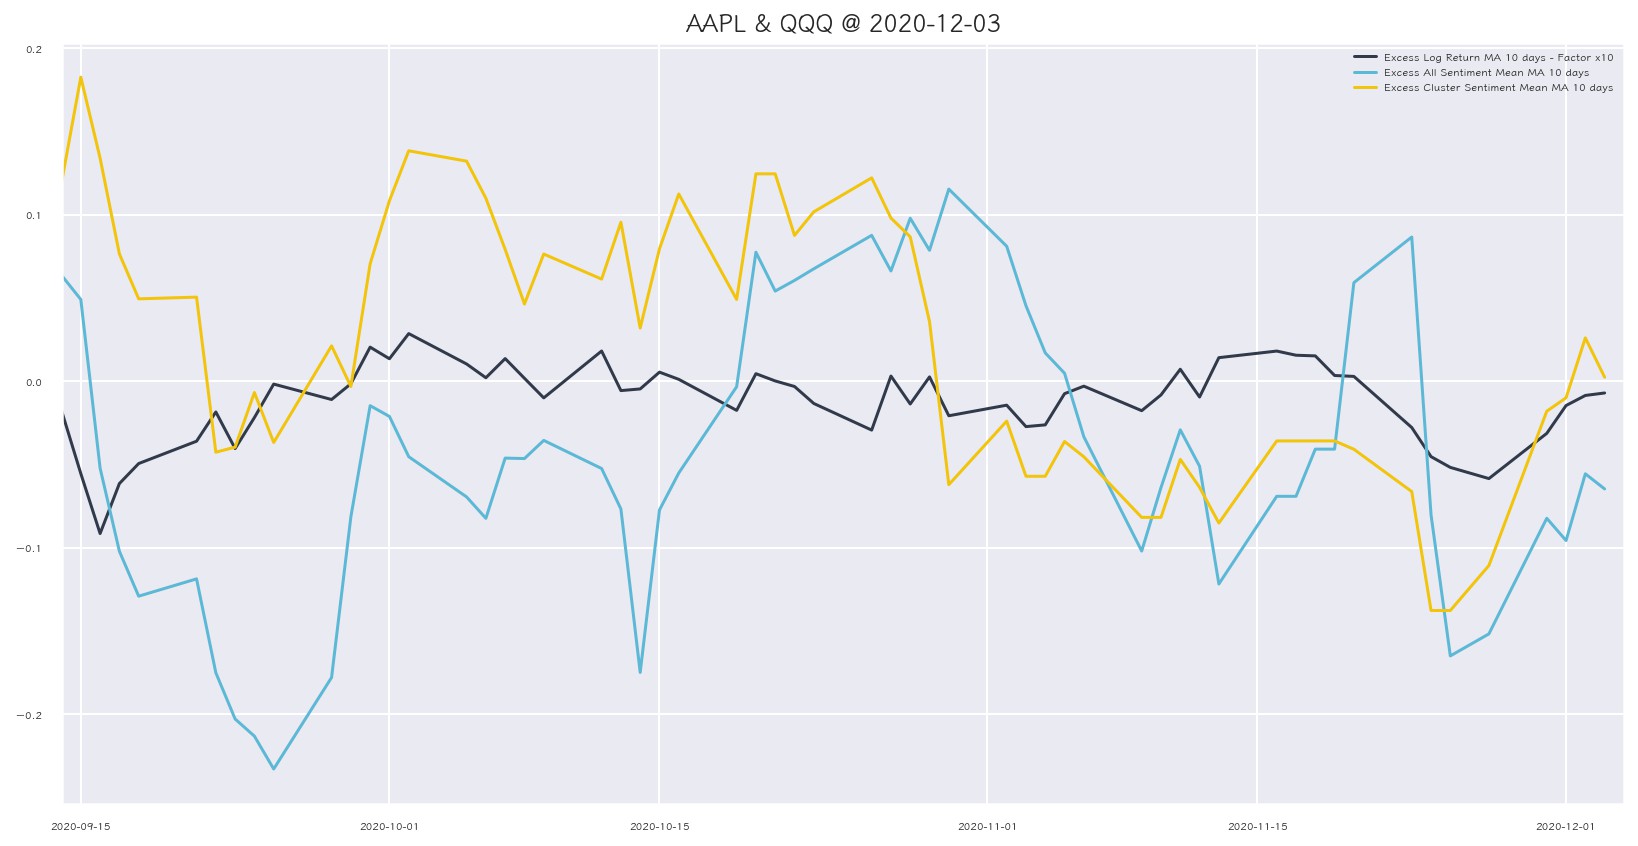 AAPL & QQQ @ 2020-12-03
Excess Log Return MA 10 days - Factor x10
Excess All Sentiment Mean MA 10 days
Excess Cluster Sentiment Mean MA 10 days
0.2
0.1
0.0
−0.1
−0.2
2020-09-15 2020-10-01 2020-10-15 2020-11-01 2020-11-15 2020-12-01